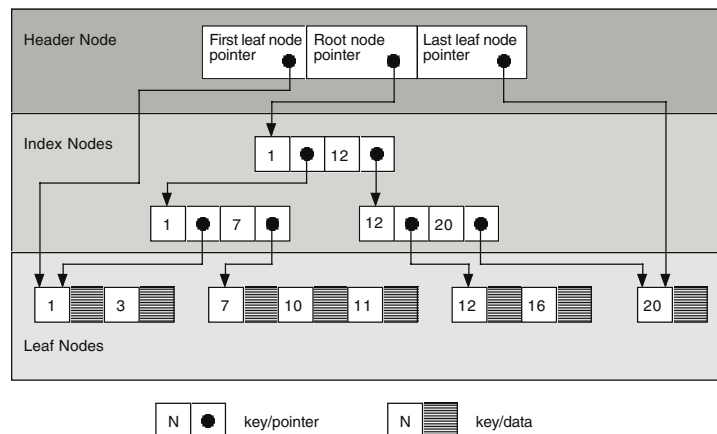 Header Node
First leaf node
pointer
Root node
pointer
Last leaf node
pointer
Index Nodes
1 12
1 7
12 20
1 3
7 10 11
12 16
20
Leaf Nodes
N key/pointer
N key/data